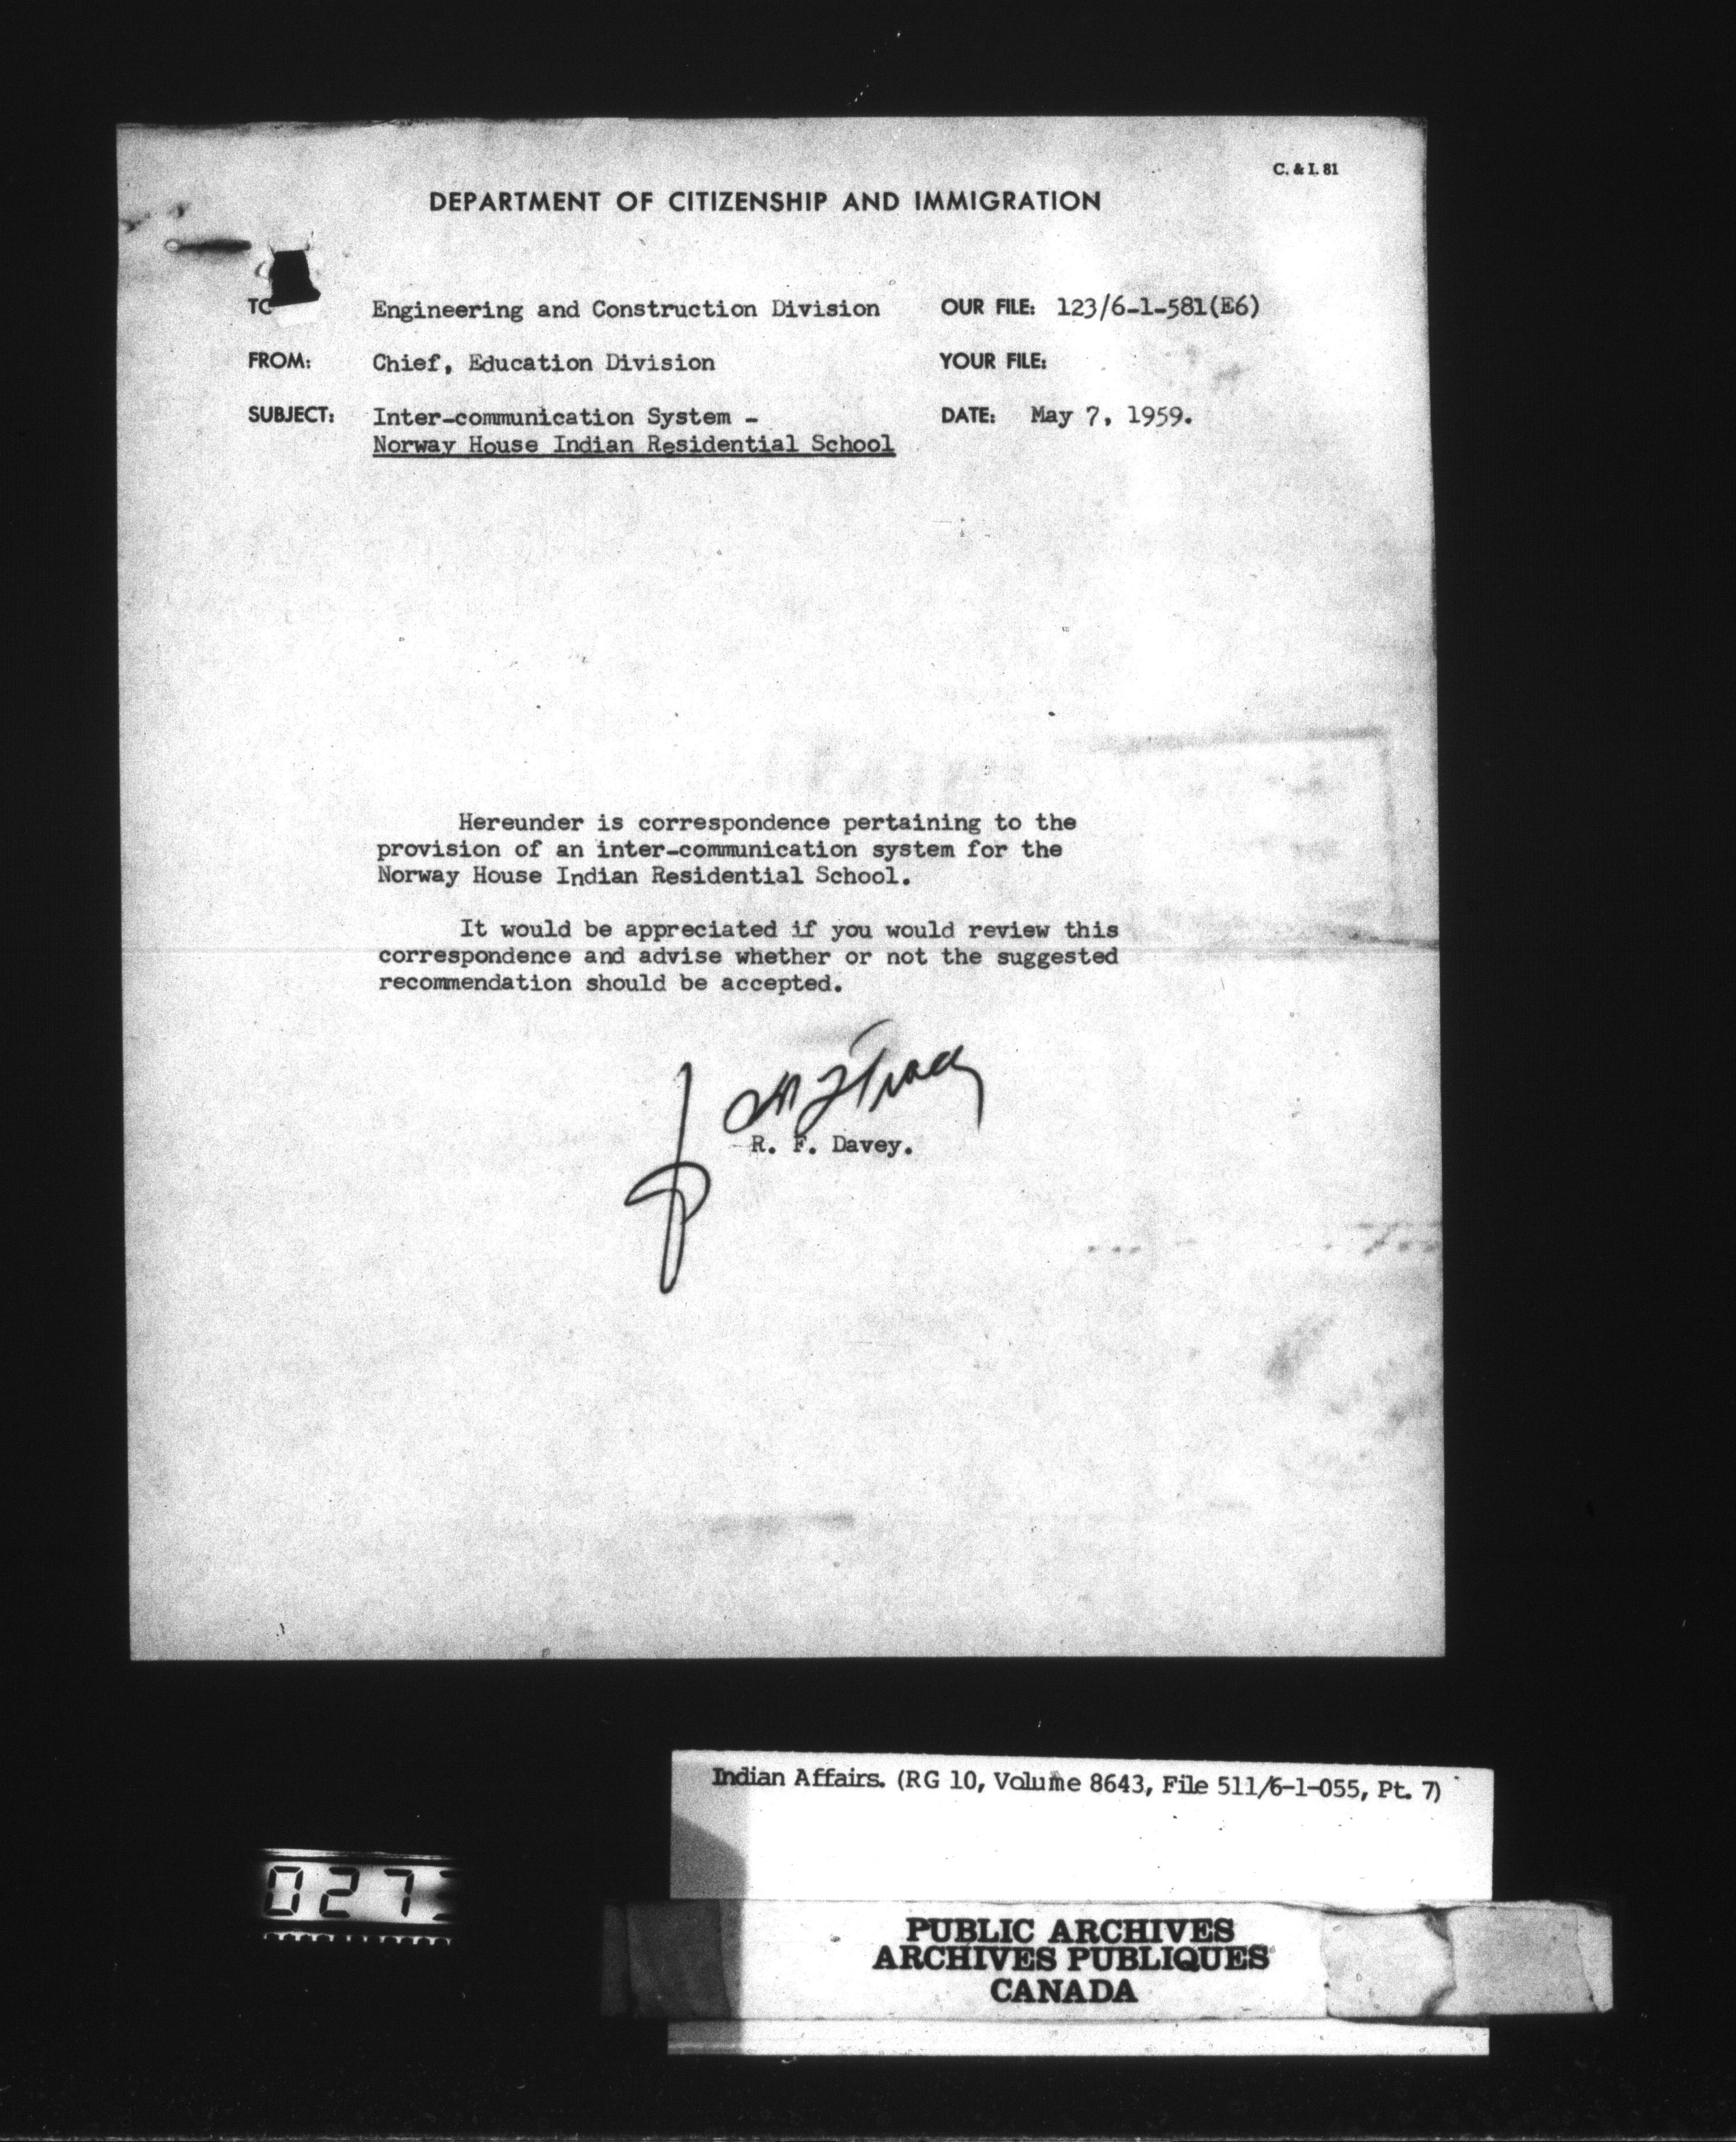 C. & I. 81
DEPARTMENT OF CITIZENSHIP AND IMMIGRATION
TO Engineering and Construction Division OUR FILE: 123/6-1-581(E6)
FROM: Chief, Education Division YOUR FILE:
SUBJECT: Inter-communication System - DATE: May 7, 1959.
Norway House Indian Residential School
Hereunder is correspondence pertaining to the
provision of an inter-communication system for the
Norway House Indian Residential School.
It would be appreciated if you would review this
correspondence and advise whether or not the suggested
recommendation should be accepted.
R. F. Davey.
Indian Affairs. (RG 10, Volume 8643, File 511/6-1-055, Pt. 7)
027
PUBLIC ARCHIVES
ARCHIVES PUBLIQUES
CANADA